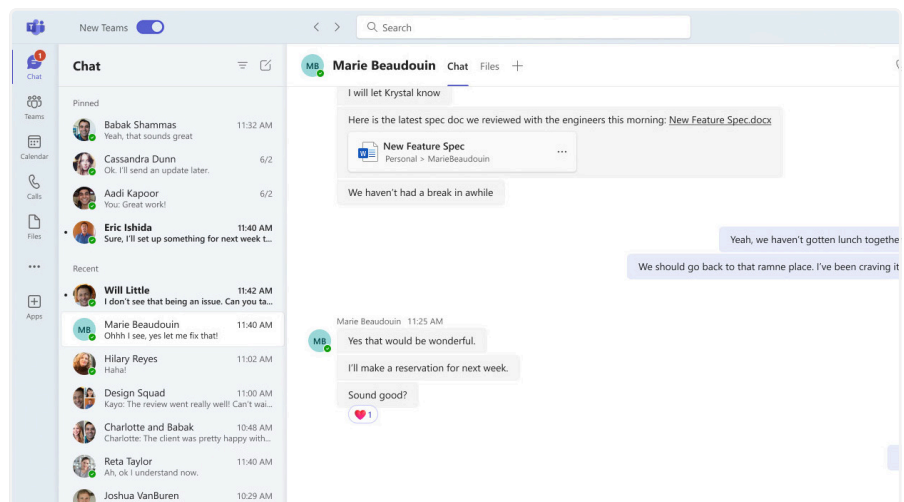 New Teams
Search
1
Chat
Teams
Calendar
Calls
Files
Apps
Chat
Pinned
Babak Shammas 11:32 AM
Yeah, that sounds great
Cassandra Dunn 6/2
Ok. I'll send an update later.
Aadi Kapoor 6/2
You: Great work!
Eric Ishida 11:40 AM
Sure, I'll set up something for next week t...
Recent
Will Little 11:42 AM
I don't see that being an issue. Can you ta...
MB Marie Beaudouin 11:40 AM
Ohhh I see, yes let me fix that!
Hilary Reyes 11:02 AM
Haha!
Design Squad 11:00 AM
Kayo: The review went really well! Can't wai...
Charlotte and Babak 10:48 AM
Charlotte: The client was pretty happy with...
Reta Taylor 11:40 AM
Ah, ok I understand now.
Joshua VanBuren 10:29 AM
MB Marie Beaudouin Chat Files
I will let Krystal know
Here is the latest spec doc we reviewed with the engineers this morning: New Feature Spec.docx
New Feature Spec
Personal > MarieBeaudouin
We haven't had a break in awhile
Yeah, we haven't gotten lunch togethe
We should go back to that ramne place. I've been craving it
Marie Beaudouin 11:25 AM
MB Yes that would be wonderful.
I'll make a reservation for next week.
Sound good?
1